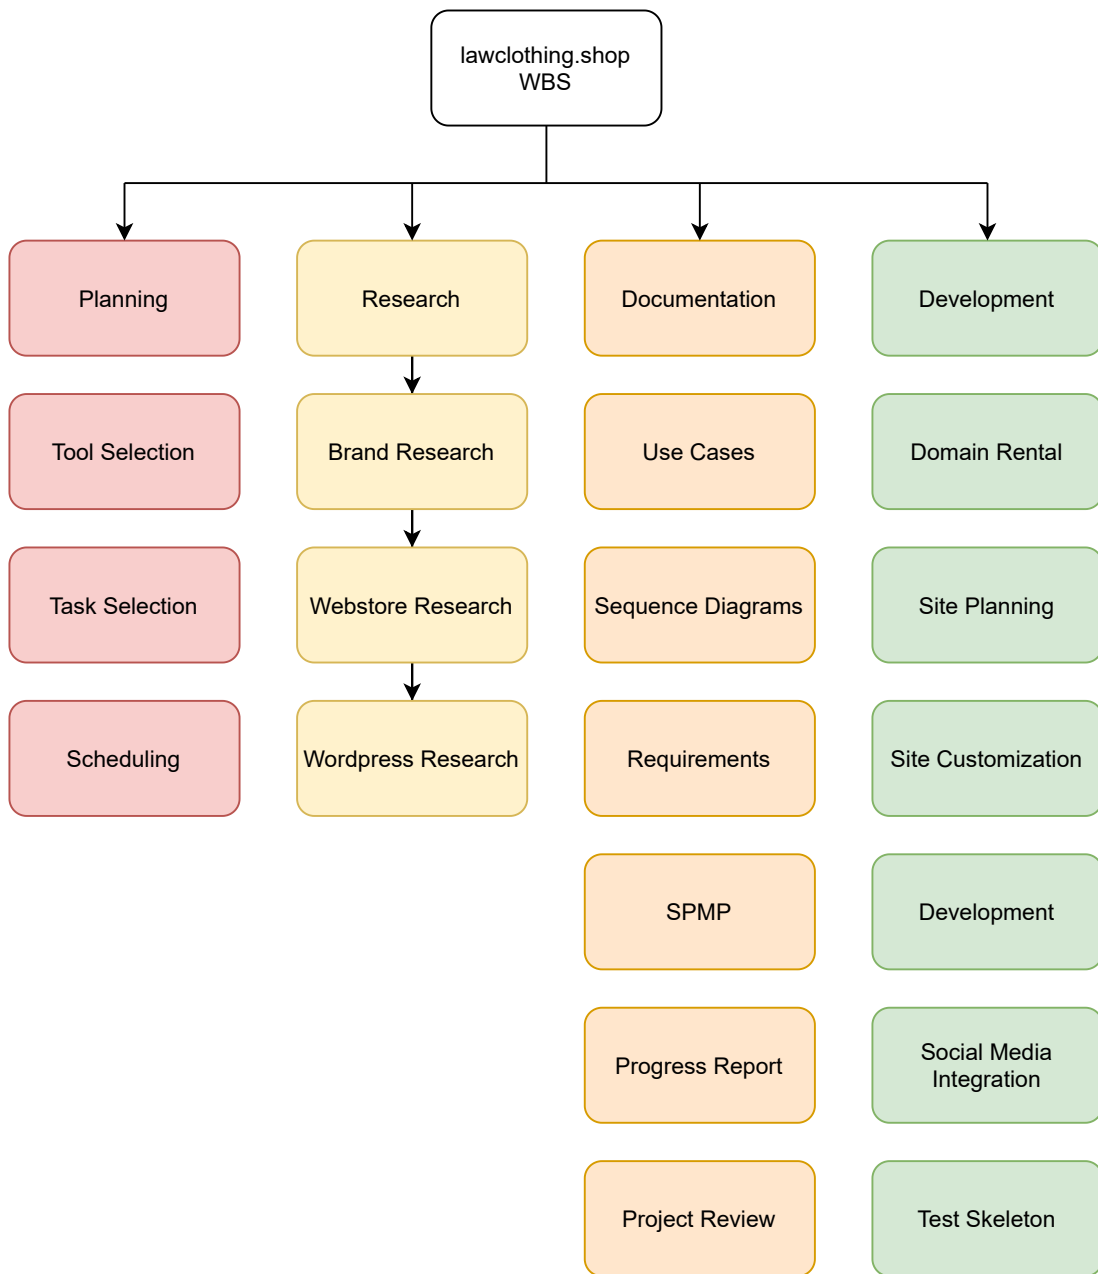 lawclothing.shop
WBS
Planning
Research
Documentation
Development
Tool Selection
Brand Research
Use Cases
Domain Rental
Task Selection
Webstore Research
Sequence Diagrams
Site Planning
Scheduling
Wordpress Research
Requirements
Site Customization
SPMP
Development
Progress Report
Social Media
Integration
Project Review
Test Skeleton